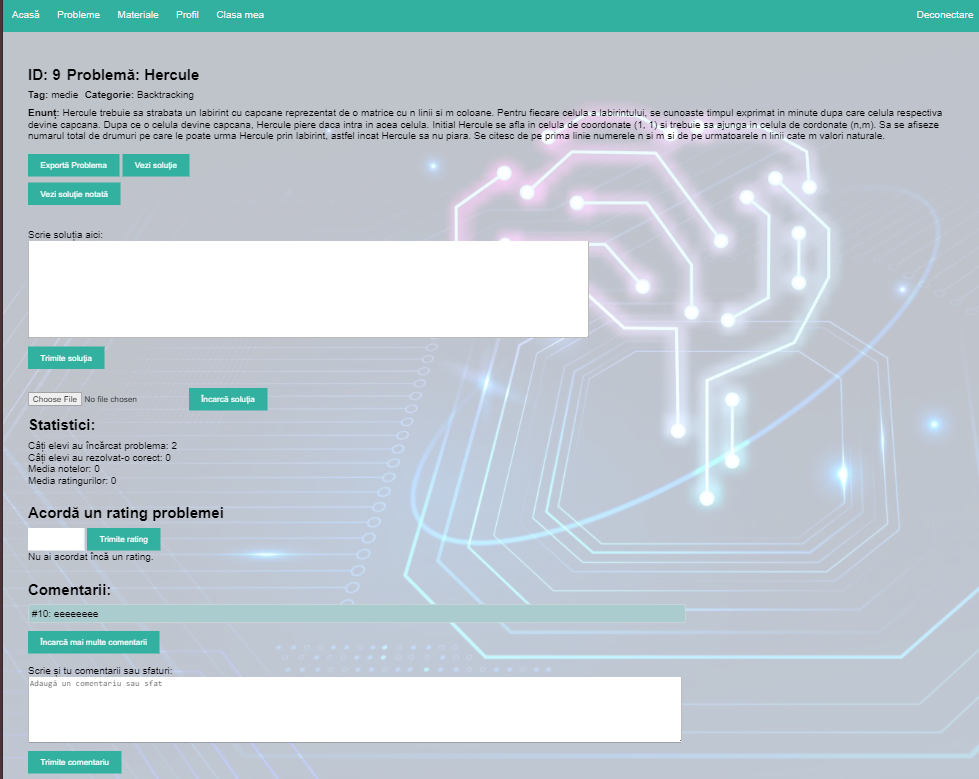 Acasă Probleme Materiale Profil Clasa mea Deconectare
ID: 9 Problemă: Hercule
Tag: medie Categorie: Backtracking
Enunț: Hercule trebuie sa strabata un labirint cu capcane reprezentat de o matrice cu n linii si m coloane. Pentru fiecare celula a labirintului, se cunoaste timpul exprimat in minute dupa care celula respectiva
devine capcana. Dupa ce o celula devine capcana, Hercule piere daca intra in acea celula. Initial Hercule se afla in celula de coordonate (1, 1) si trebuie sa ajunga in celula de cordonate (n,m). Sa se afiseze
numarul total de drumuri pe care le poate urma Hercule prin labirint, astfel incat Hercule sa nu piara. Se citesc de pe prima linie numerele n si m si de pe urmatoarele n linii cate m valori naturale.
Exportă Problema Vezi soluție
Vezi soluție notată
Scrie soluția aici:
Trimite soluția
Choose File No file chosen Încarcă soluția
Statistici:
Câți elevi au încărcat problema: 2
Câți elevi au rezolvat-o corect: 0
Media notelor: 0
Media ratingurilor: 0
Acordă un rating problemei
Trimite rating
Nu ai acordat încă un rating.
Comentarii:
#10: eeeeeeee
Încarcă mai multe comentarii
Scrie și tu comentarii sau sfaturi:
Adaugă un comentariu sau sfat
Trimite comentariu